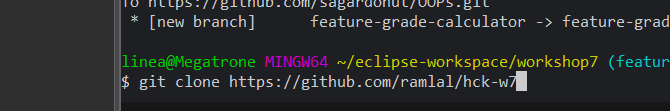 To https://github.com/sagardonut/OOPs.git
* [new branch] feature-grade-calculator -> feature-grad
linea@Megatrone MINGW64 ~/eclipse-workspace/workshop7 (featur
$ git clone https://github.com/ramlal/hck-w7